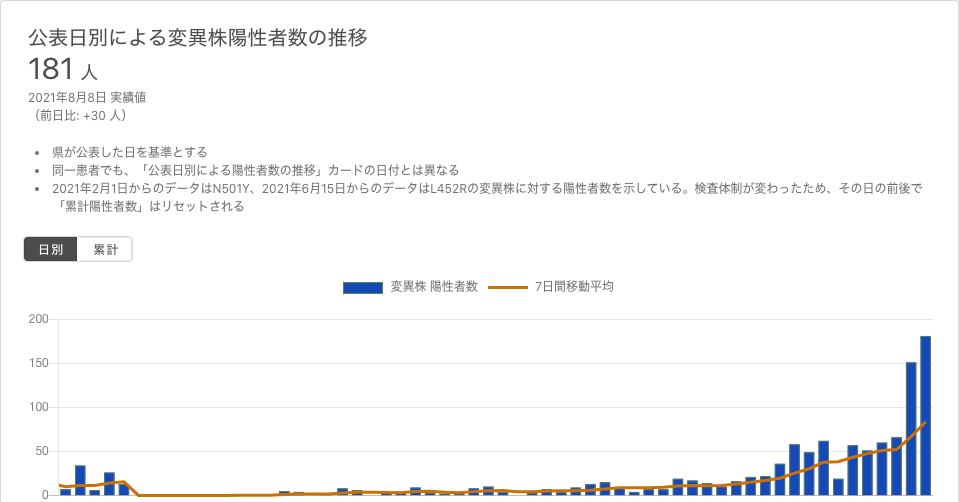 公表日別による変異株陽性者数の推移
181 人
2021年8月8日 実績値
（前日比: +30 人）
• 県が公表した日を基準とする
• 同一患者でも、「公表日別による陽性者数の推移」カードの日付とは異なる
• 2021年2月1日からのデータはN501Y、2021年6月15日からのデータはL452Rの変異株に対する陽性者数を示している。検査体制が変わったため、その日の前後で
「累計陽性者数」はリセットされる
日別 累計
変異株 陽性者数 7日間移動平均
200
150
100
50
0